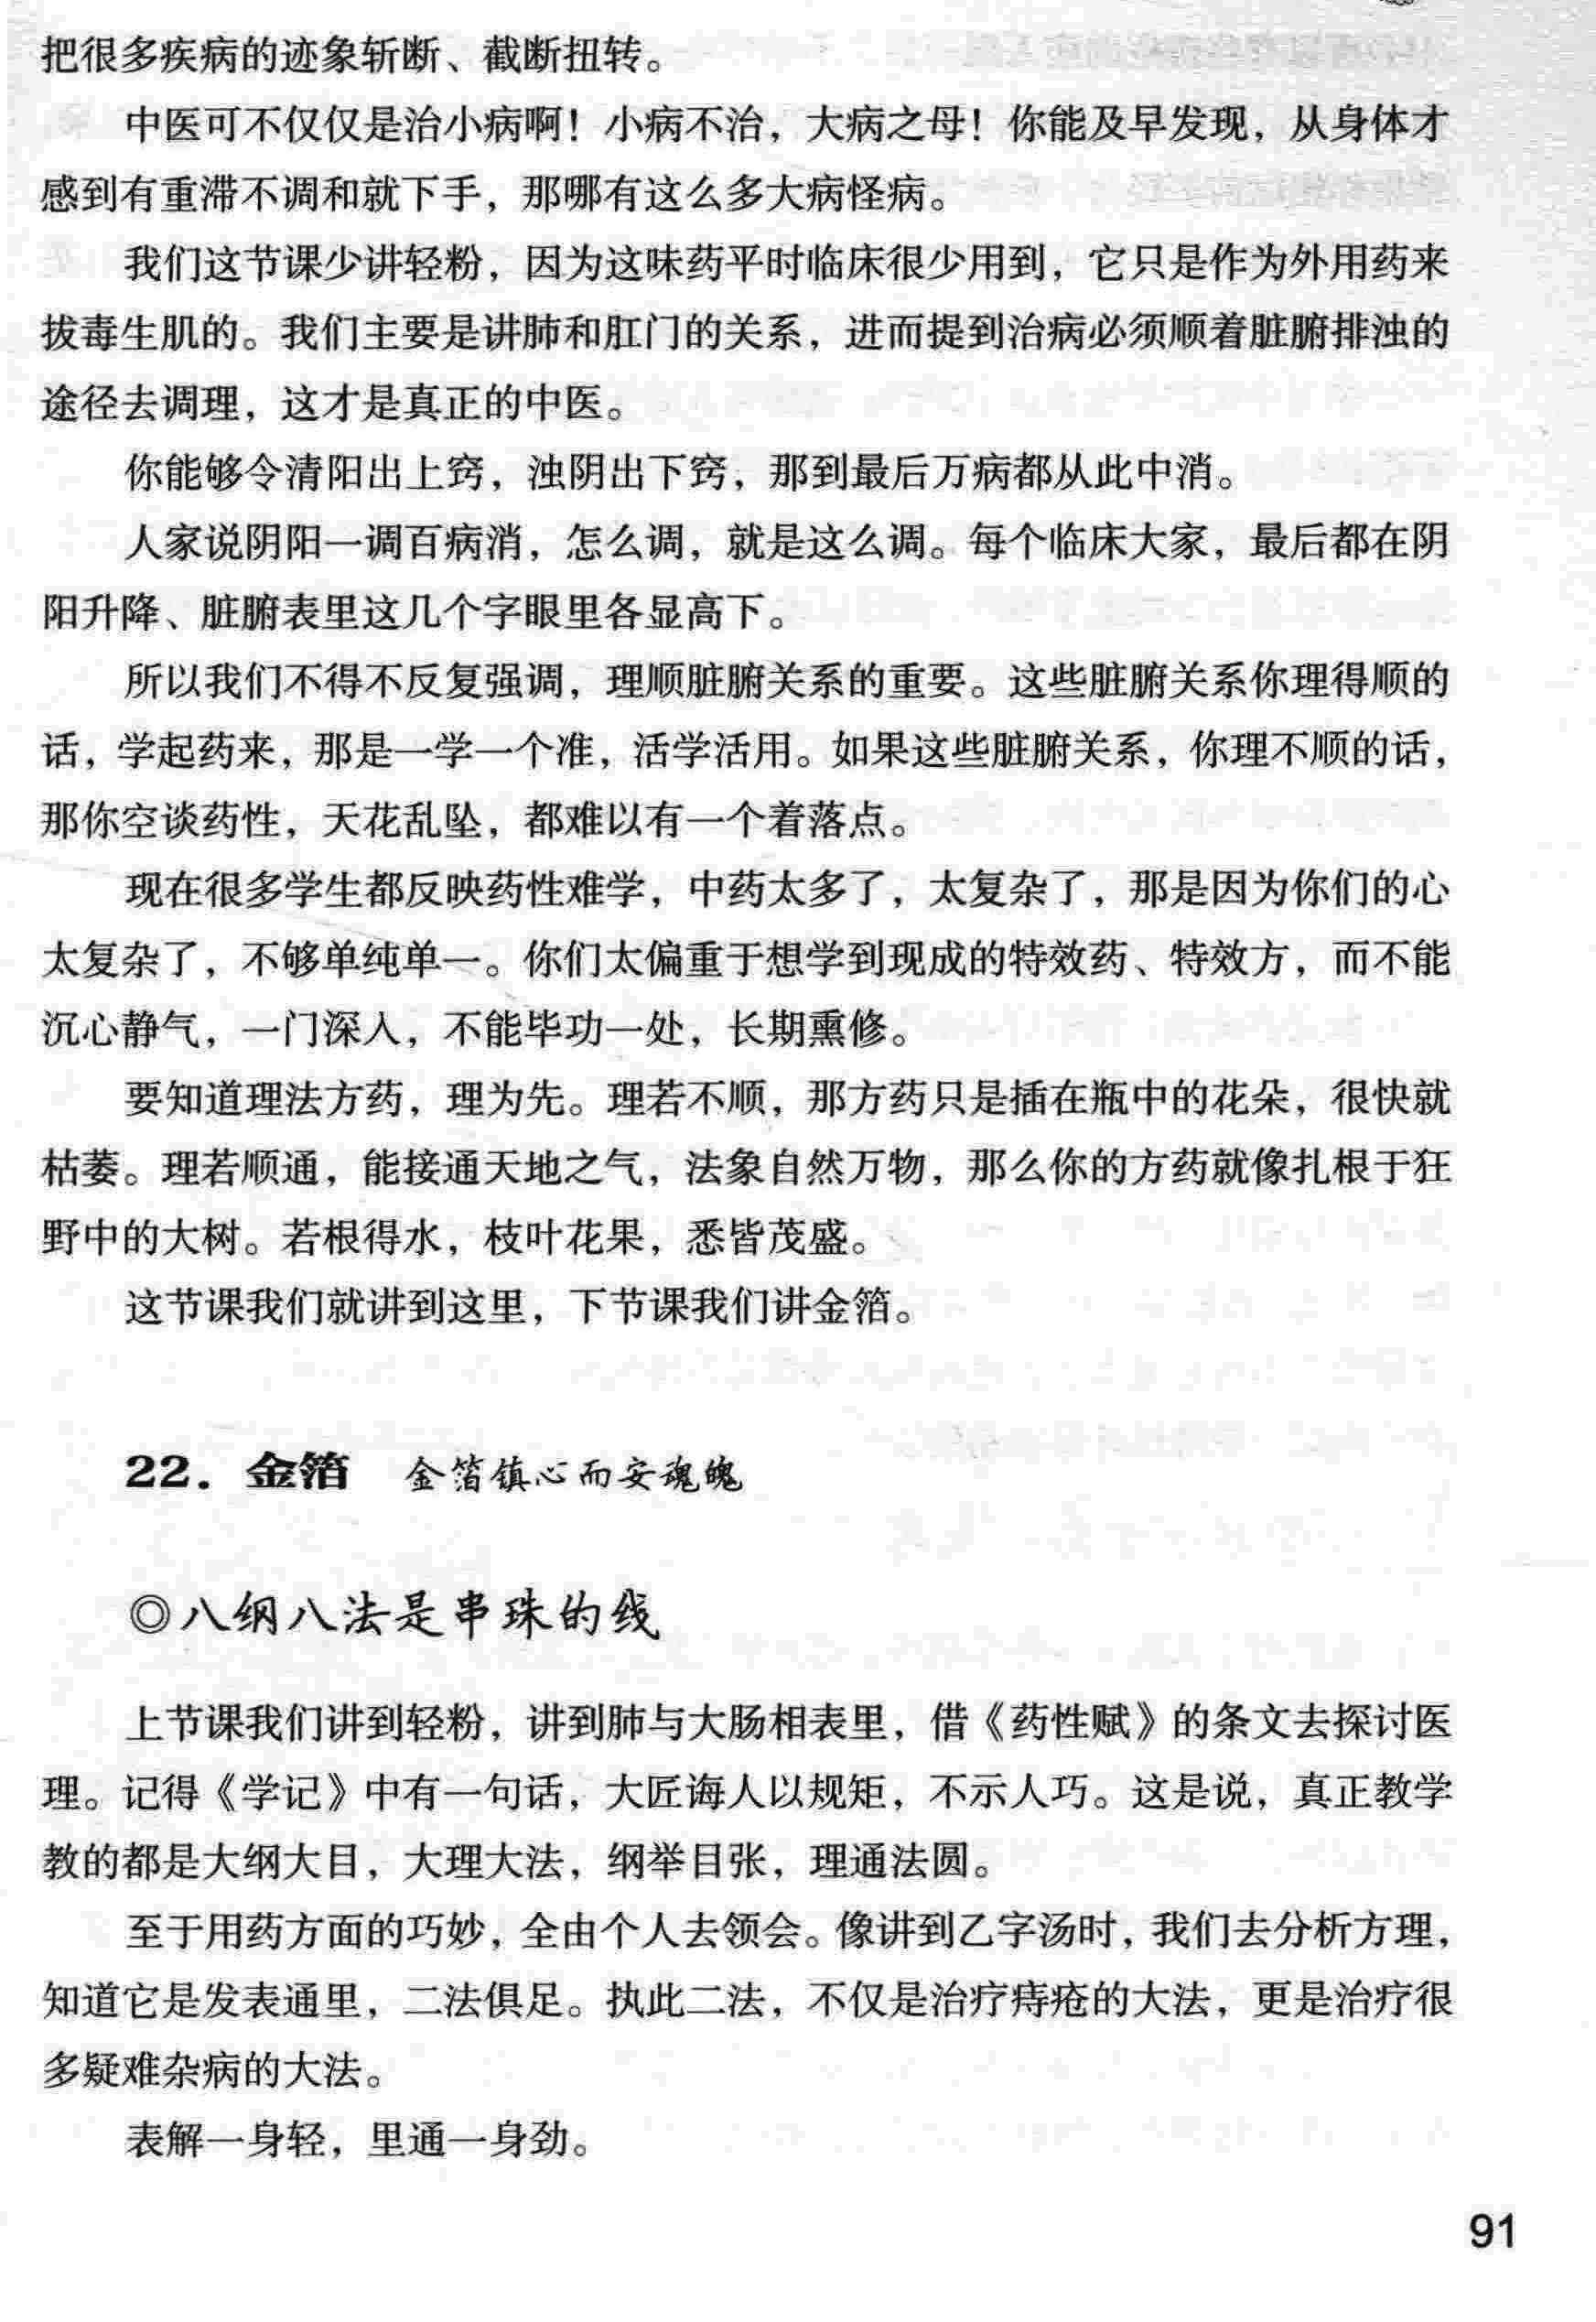 把很多疾病的迹象斩断、截断扭转。
中医可不仅仅是治小病啊！小病不治，大病之母！你能及早发现，从身体才
感到有重滞不调和就下手，那哪有这么多大病怪病。
我们这节课少讲轻粉，因为这味药平时临床很少用到，它只是作为外用药来
拔毒生肌的。我们主要是讲肺和肛门的关系，进而提到治病必须顺着脏腑排浊的
途径去调理，这才是真正的中医。
你能够令清阳出上窍，浊阴出下窍，那到最后万病都从此中消。
人家说阴阳一调百病消，怎么调，就是这么调。每个临床大家，最后都在阴
阳升降、脏腑表里这几个字眼里各显高下。
所以我们不得不反复强调，理顺脏腑关系的重要。这些脏腑关系你理得顺的
话，学起药来，那是一学一个准，活学活用。如果这些脏腑关系，你理不顺的话，
那你空谈药性，天花乱坠，都难以有一个着落点。
现在很多学生都反映药性难学，中药太多了，太复杂了，那是因为你们的心
太复杂了，不够单纯单一。你们太偏重于想学到现成的特效药、特效方，而不能
沉心静气，一门深入，不能毕功一处，长期熏修。
要知道理法方药，理为先。理若不顺，那方药只是插在瓶中的花朵，很快就
枯萎。理若顺通，能接通天地之气，法象自然万物，那么你的方药就像扎根于狂
野中的大树。若根得水，枝叶花果，悉皆茂盛。
这节课我们就讲到这里，下节课我们讲金箔。
22. 金箔 金箔镇心而安魂魄
◎八纲八法是串珠的线
上节课我们讲到轻粉，讲到肺与大肠相表里，借《药性赋》的条文去探讨医
理。记得《学记》中有一句话，大匠诲人以规矩，不示人巧。这是说，真正教学
教的都是大纲大目，大理大法，纲举目张，理通法圆。
至于用药方面的巧妙，全由个人去领会。像讲到乙字汤时，我们去分析方理，
知道它是发表通里，二法俱足。执此二法，不仅是治疗痔疮的大法，更是治疗很
多疑难杂病的大法。
表解一身轻，里通一身劲。
91